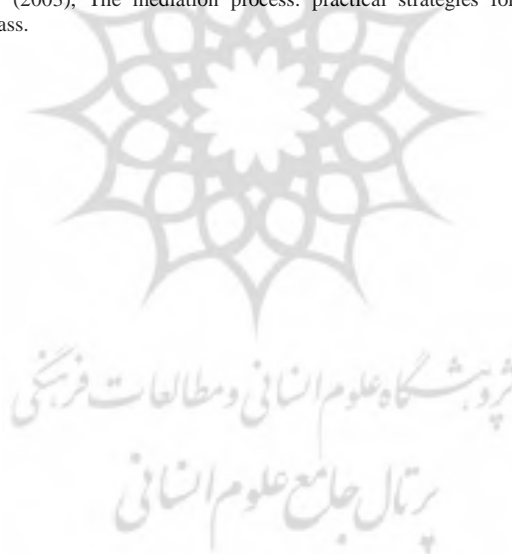 (2003), The mediation process: practical strategies for
ass.
پژوهشگاه علوم انسانی و مطالعات فرهنگی
پرتال جامع علوم انسانی